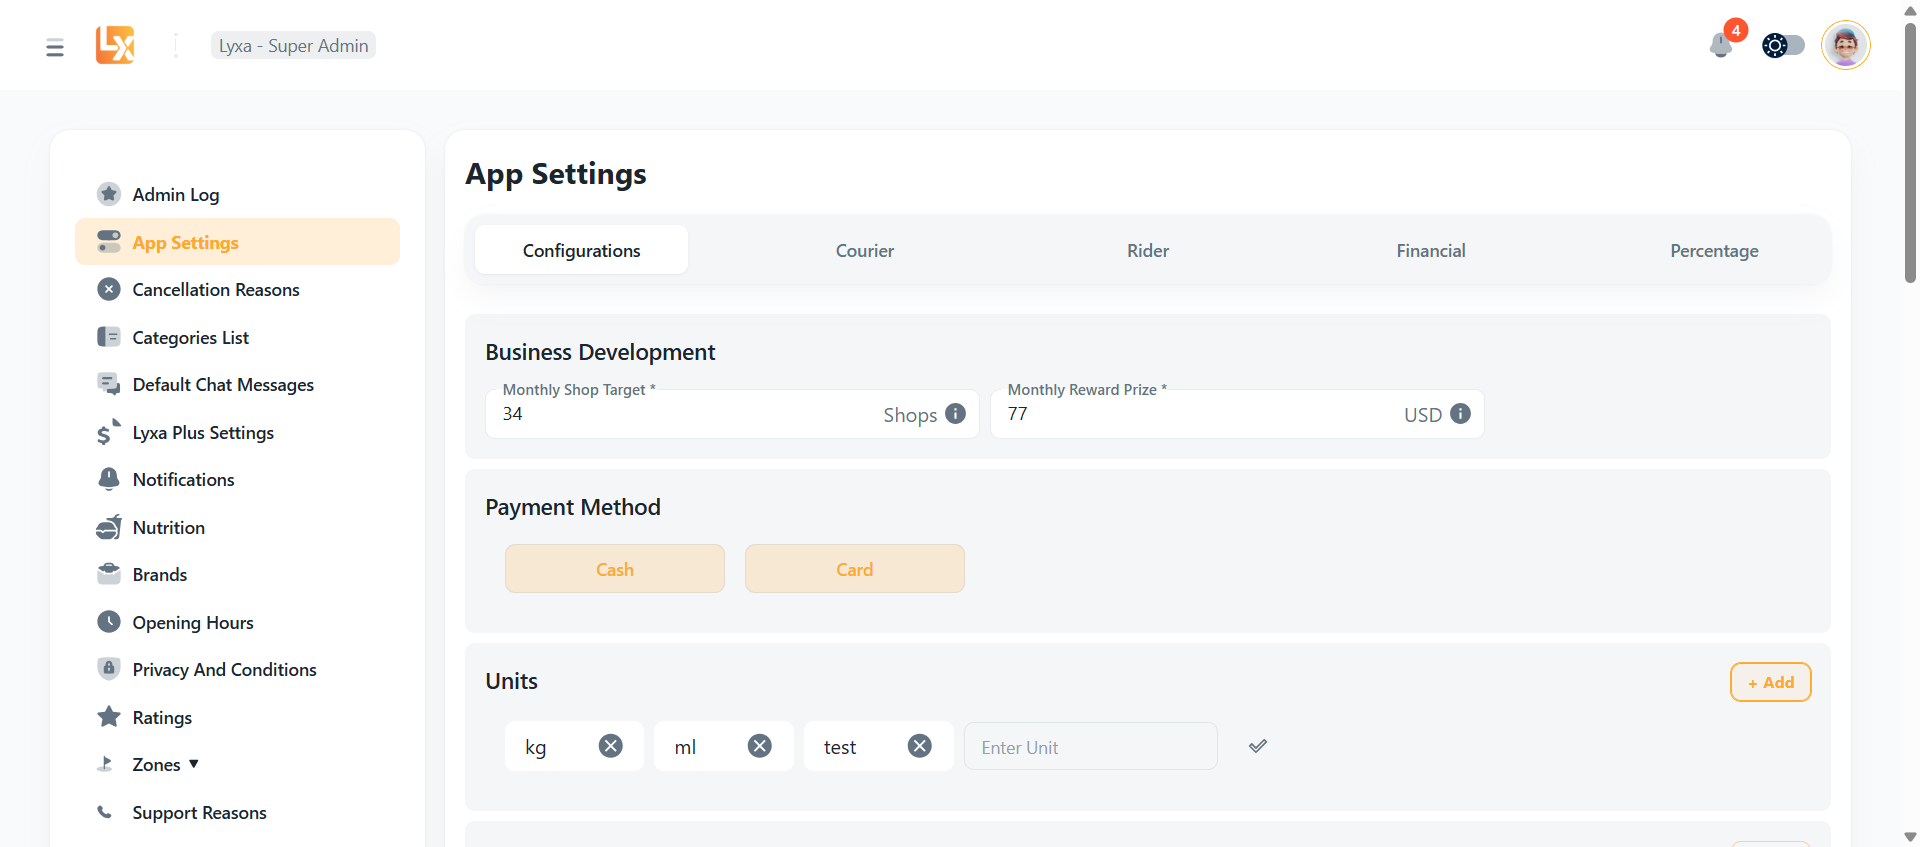 LX
Lyxa - Super Admin
4
Admin Log
App Settings
Cancellation Reasons
Categories List
Default Chat Messages
Lyxa Plus Settings
Notifications
Nutrition
Brands
Opening Hours
Privacy And Conditions
Ratings
Zones ▼
Support Reasons
App Settings
Configurations Courier Rider Financial Percentage
Business Development
Monthly Shop Target * Monthly Reward Prize *
34 Shops 77 USD
Payment Method
Cash Card
Units + Add
kg ml test Enter Unit